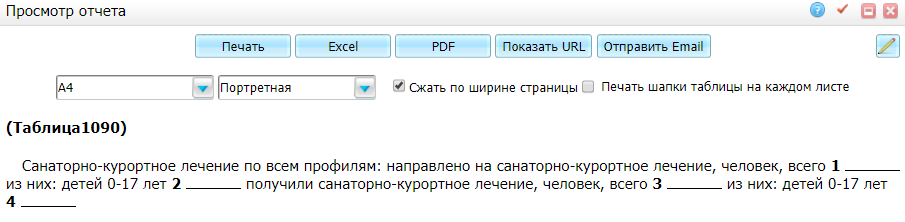 Просмотр отчета
Печать Excel PDF Показать URL Отправить Email
A4 Портретная Сжать по ширине страницы Печать шапки таблицы на каждом листе
(Таблица1090)
Санаторно-курортное лечение по всем профилям: направлено на санаторно-курортное лечение, человек, всего 1 _______
из них: детей 0-17 лет 2 _______ получили санаторно-курортное лечение, человек, всего 3 _______ из них: детей 0-17 лет
4 _______